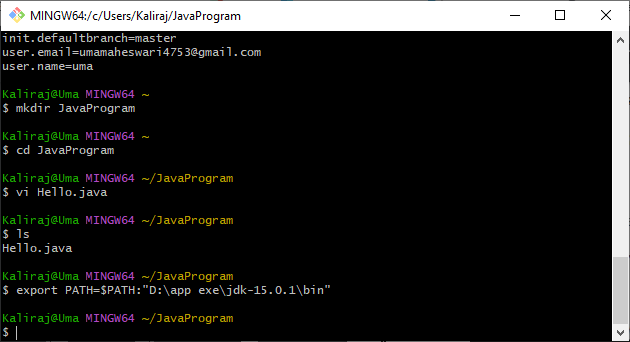 MINGW64:/c/Users/Kaliraj/JavaProgram
init.defaultbranch=master
user.email=umamaheswari4753@gmail.com
user.name=uma
Kaliraj@Uma MINGW64 ~
$ mkdir JavaProgram
Kaliraj@Uma MINGW64 ~
$ cd JavaProgram
Kaliraj@Uma MINGW64 ~/JavaProgram
$ vi Hello.java
Kaliraj@Uma MINGW64 ~/JavaProgram
$ ls
Hello.java
Kaliraj@Uma MINGW64 ~/JavaProgram
$ export PATH=$PATH:"D:\app exe\jdk-15.0.1\bin"
Kaliraj@Uma MINGW64 ~/JavaProgram
$